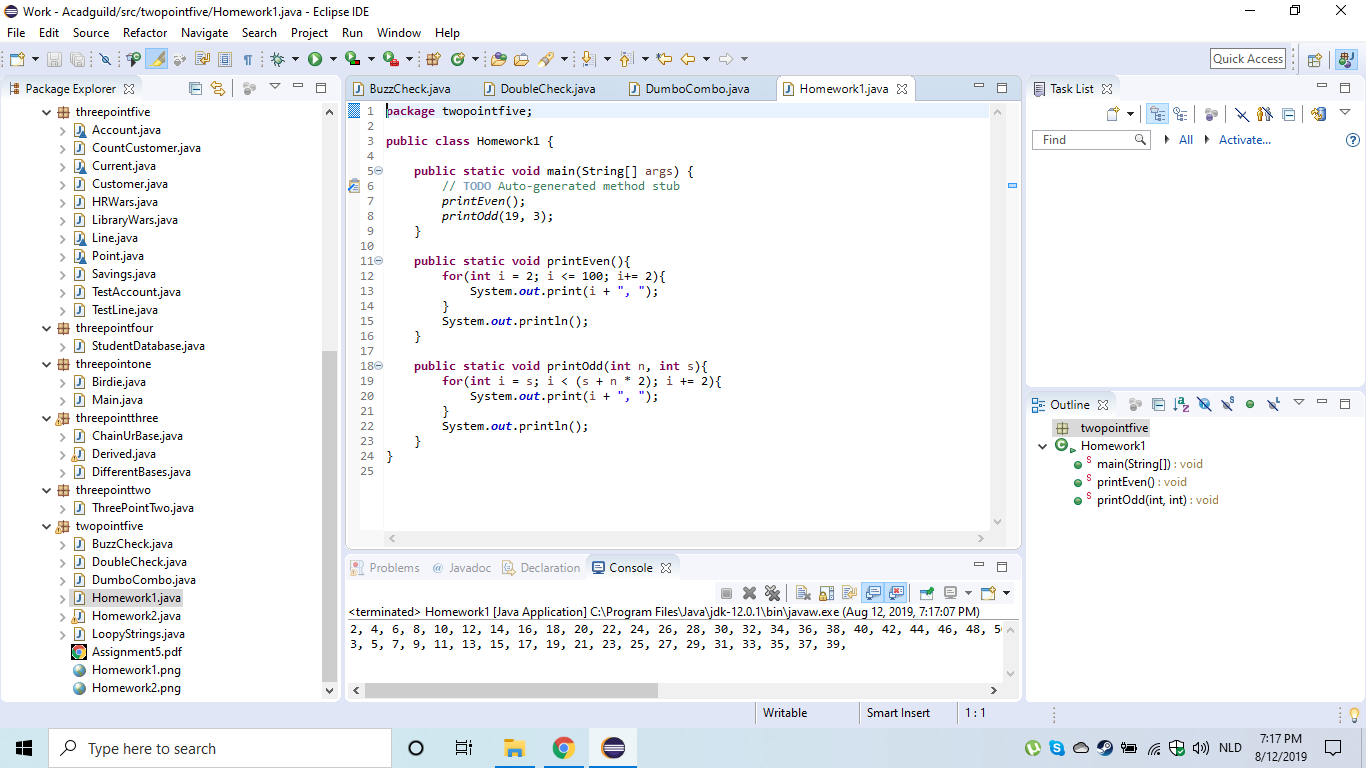 Work - Acadguild/src/twopointfive/Homework1.java - Eclipse IDE
File Edit Source Refactor Navigate Search Project Run Window Help
Quick Access
Package Explorer
threepointfive
Account.java
CountCustomer.java
Current.java
Customer.java
HRWars.java
LibraryWars.java
Line.java
Point.java
Savings.java
TestAccount.java
TestLine.java
threepointfour
StudentDatabase.java
threepointone
Birdie.java
Main.java
threepointthree
ChainUrBase.java
Derived.java
DifferentBases.java
threepointtwo
ThreePointTwo.java
twopointfive
BuzzCheck.java
DoubleCheck.java
DumboCombo.java
Homework1.java
Homework2.java
LoopyStrings.java
Assignment5.pdf
Homework1.png
Homework2.png
BuzzCheck.java DoubleCheck.java DumboCombo.java Homework1.java
1 package twopointfive;
2
3 public class Homework1 {
4
5 public static void main(String[] args) {
6 // TODO Auto-generated method stub
7 printEven();
8 printOdd(19, 3);
9 }
10
11 public static void printEven(){
12 for(int i = 2; i <= 100; i+= 2){
13 System.out.print(i + ", ");
14 }
15 System.out.println();
16 }
17
18 public static void printOdd(int n, int s){
19 for(int i = s; i < (s + n * 2); i += 2){
20 System.out.print(i + ", ");
21 }
22 System.out.println();
23 }
24 }
25
Problems @ Javadoc Declaration Console
<terminated> Homework1 [Java Application] C:\Program Files\Java\jdk-12.0.1\bin\javaw.exe (Aug 12, 2019, 7:17:07 PM)
2, 4, 6, 8, 10, 12, 14, 16, 18, 20, 22, 24, 26, 28, 30, 32, 34, 36, 38, 40, 42, 44, 46, 48,
3, 5, 7, 9, 11, 13, 15, 17, 19, 21, 23, 25, 27, 29, 31, 33, 35, 37, 39,
Task List
Find All Activate...
Outline
twopointfive
Homework1
main(String[]) : void
printEven() : void
printOdd(int, int) : void
Writable Smart Insert 1 : 1
Type here to search
NLD
7:17 PM
8/12/2019